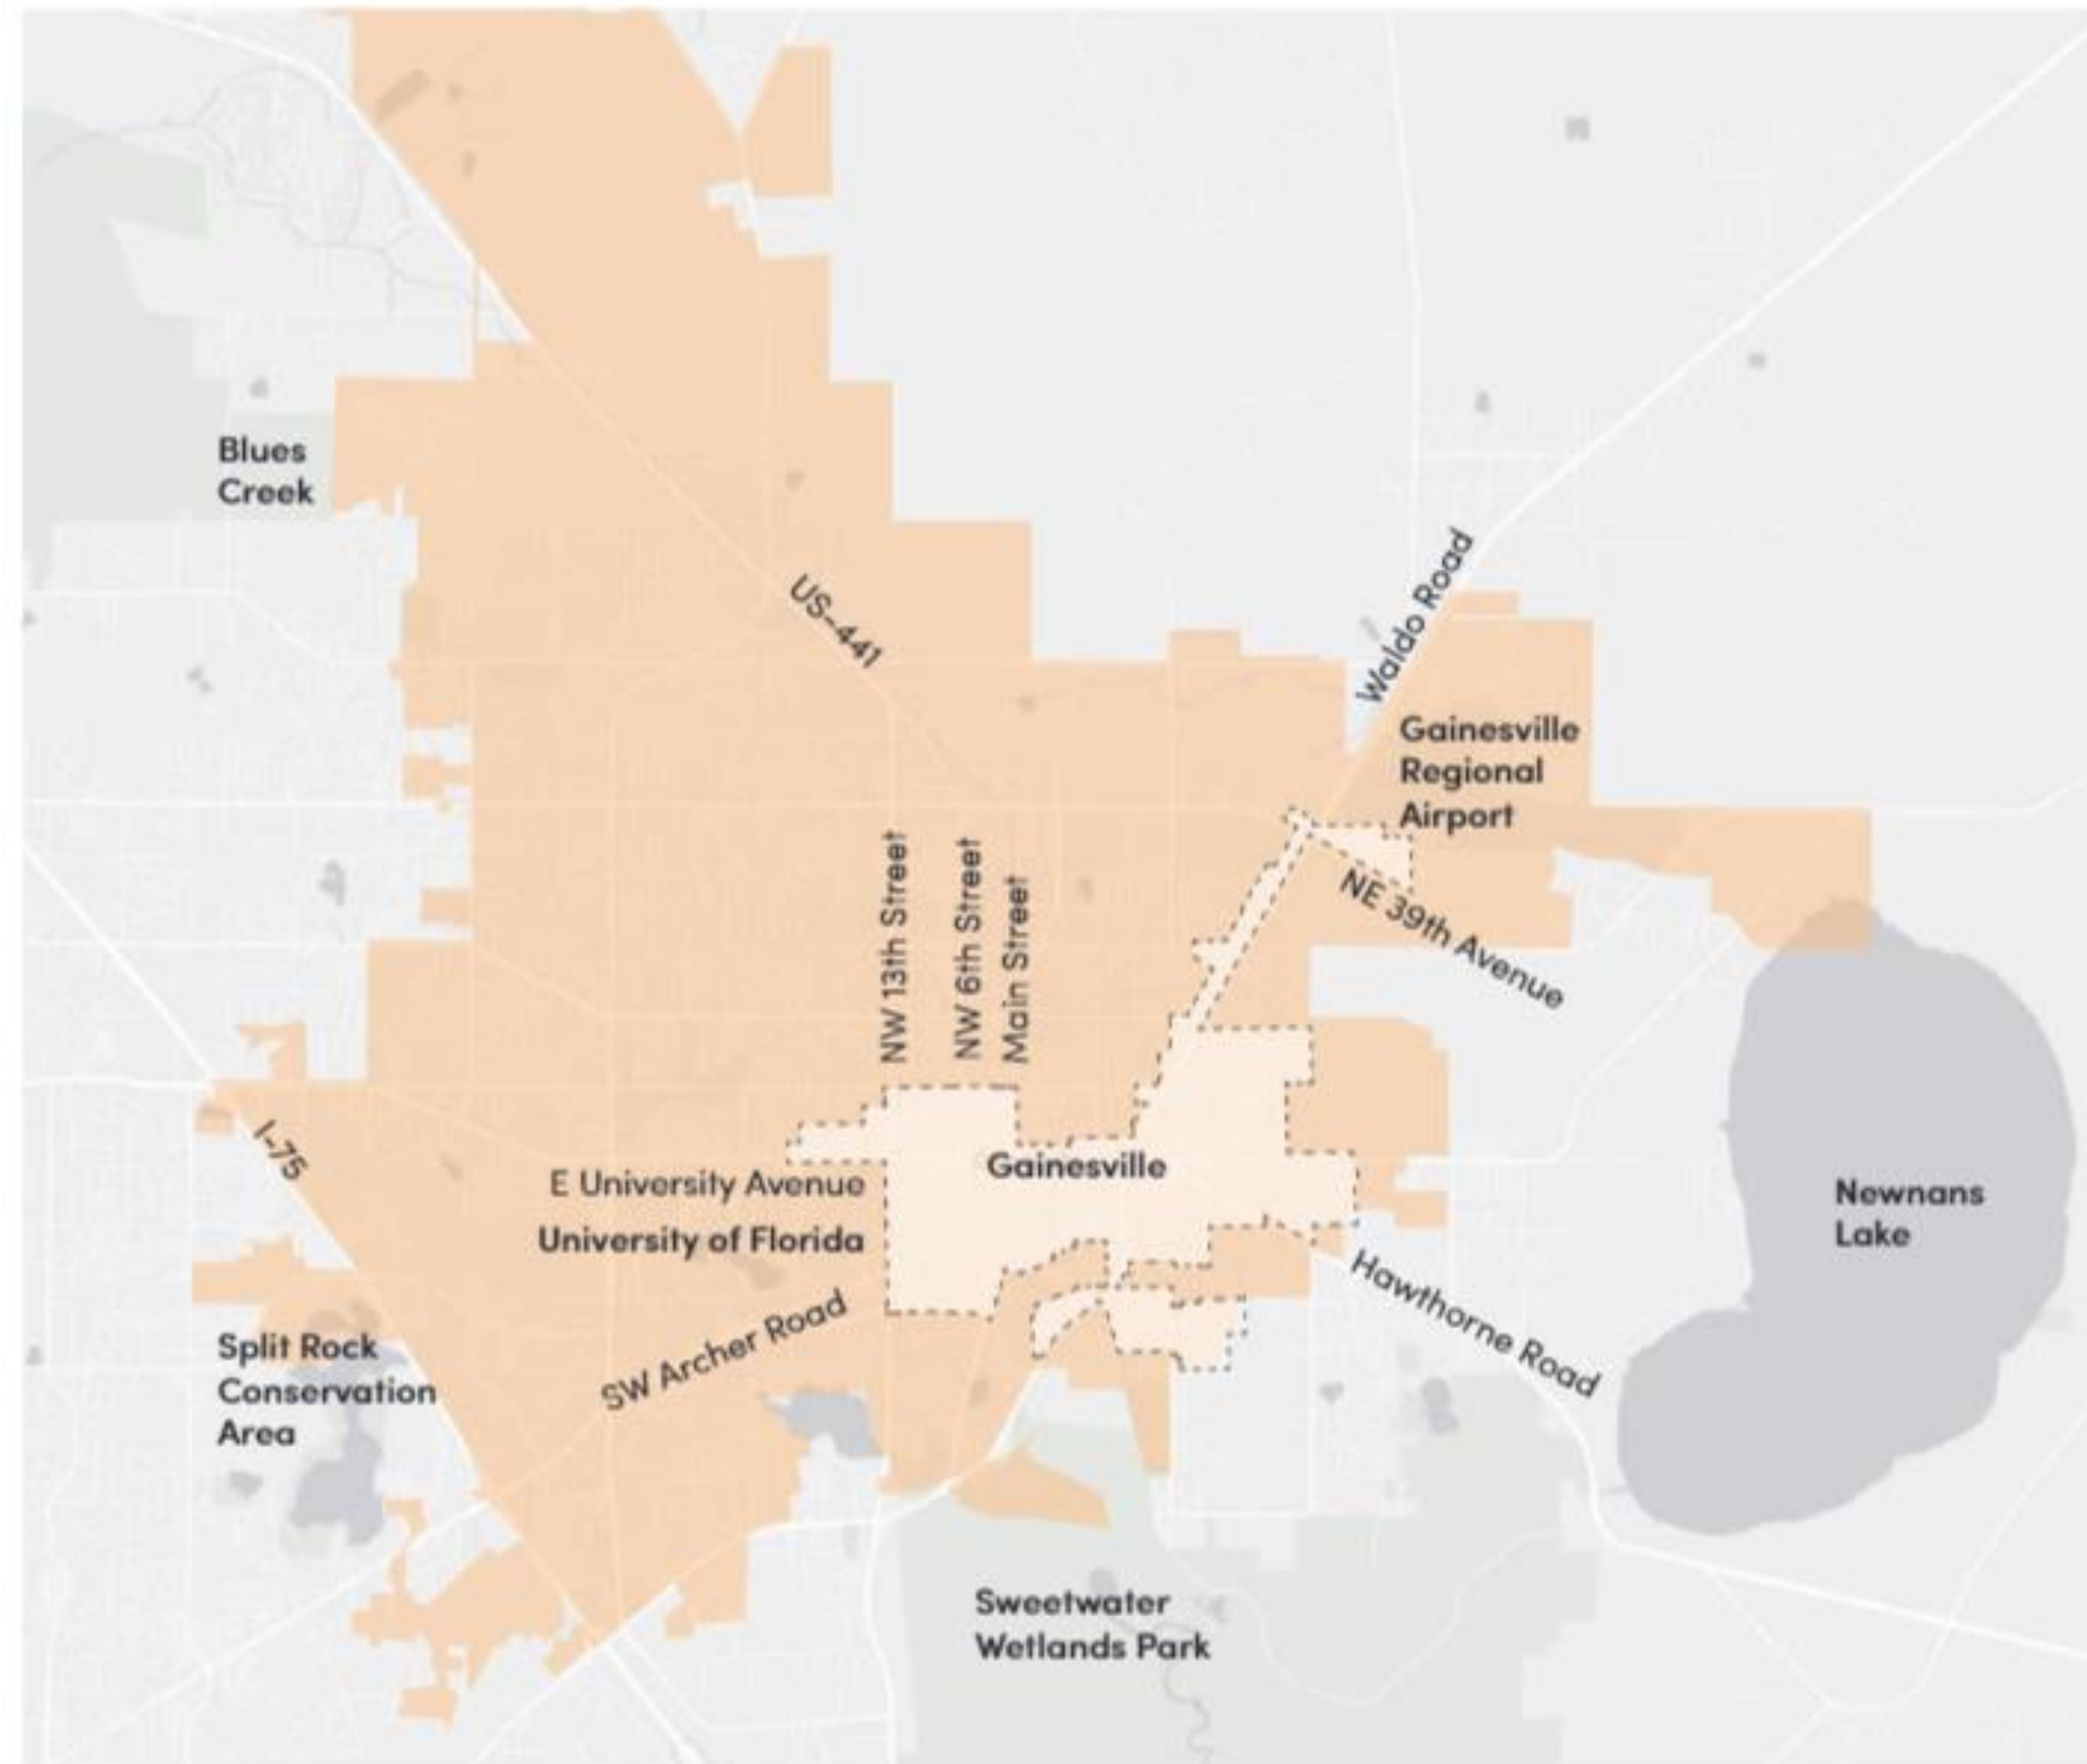 Blues
Creek
US-441
Waldo Road
Gainesville
Regional
Airport
NE 39th Avenue
NW 13th Street
NW 6th Street
Main Street
I-75
E University Avenue
University of Florida
Gainesville
SW Archer Road
Hawthorne Road
Newnans
Lake
Split Rock
Conservation
Area
Sweetwater
Wetlands Park